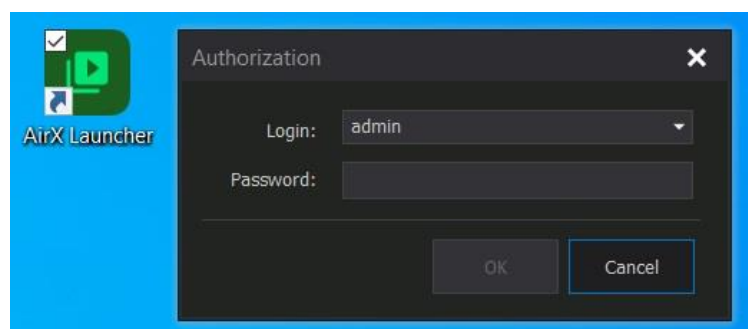 AirX Launcher
Authorization
Login:
admin
Password:
OK
Cancel